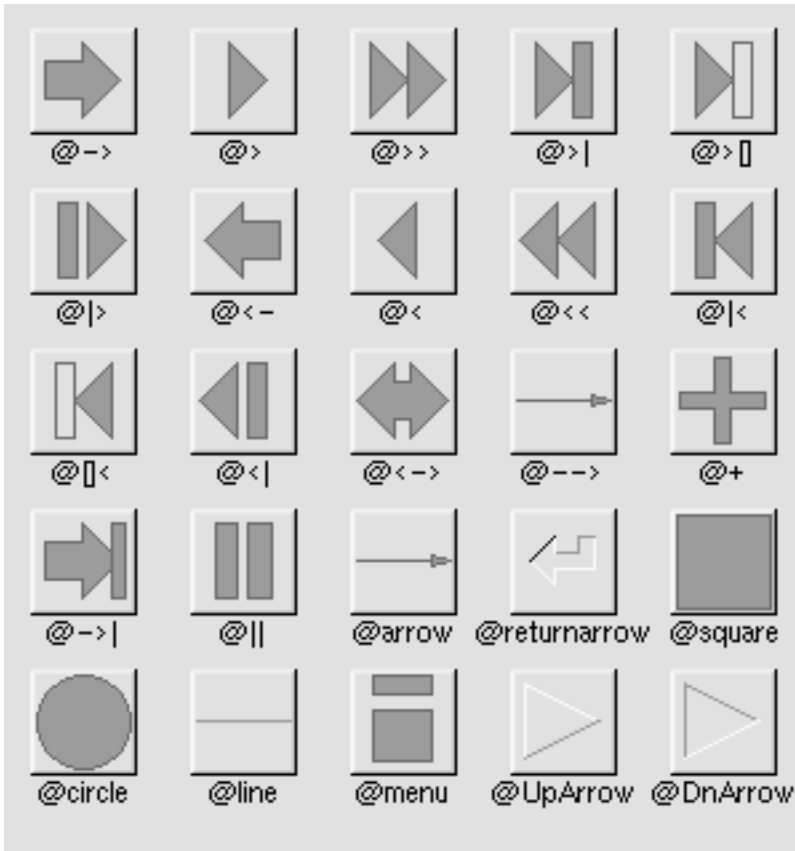 @-> @> @>> @>| @>[]
@|> @<- @< @<< @|<
@[]< @<| @<-> @--> @+
@->| @|| @arrow @returnarrow @square
@circle @line @menu @UpArrow @DnArrow